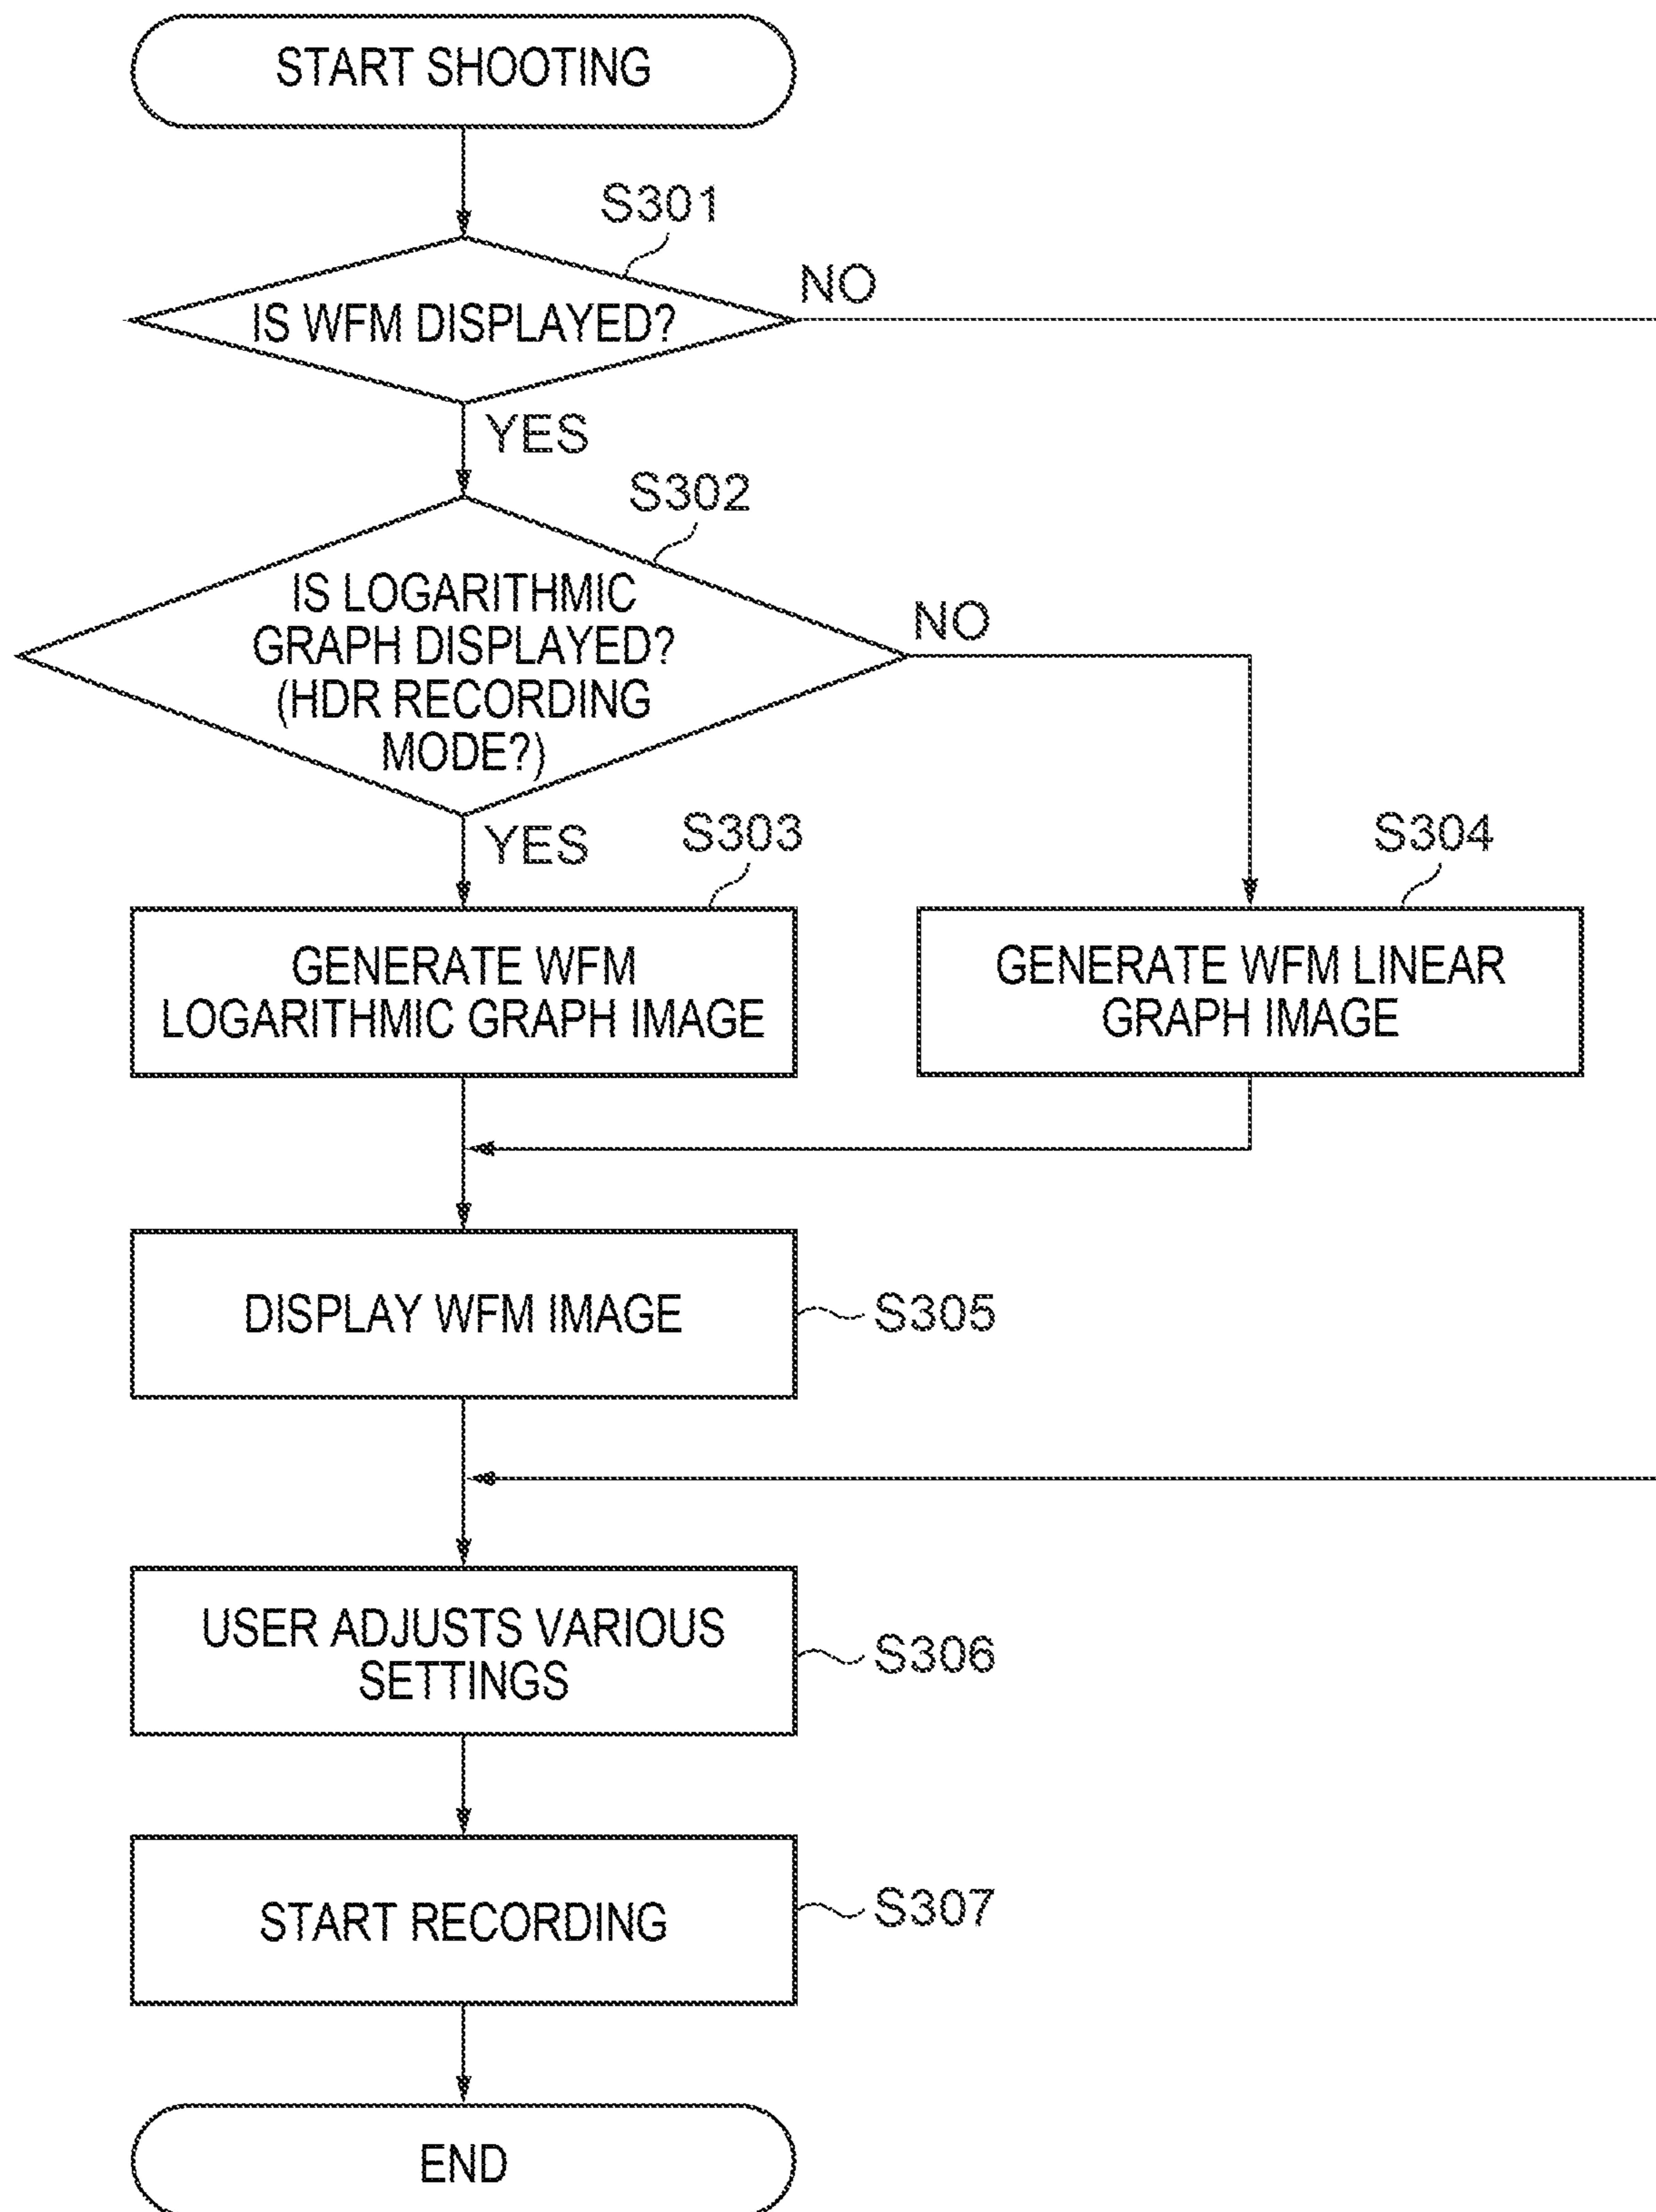 START SHOOTING
S301
IS WFM DISPLAYED?
NO
YES
S302
IS LOGARITHMIC
GRAPH DISPLAYED?
(HDR RECORDING
MODE?)
NO
YES
S303
S304
GENERATE WFM
LOGARITHMIC GRAPH IMAGE
GENERATE WFM LINEAR
GRAPH IMAGE
DISPLAY WFM IMAGE
S305
USER ADJUSTS VARIOUS
SETTINGS
S306
START RECORDING
S307
END